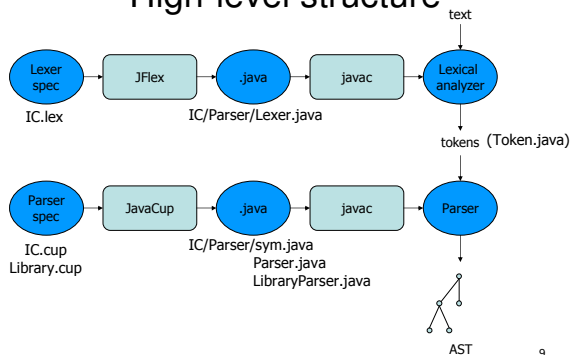 High-level structure
text
Lexer
spec
JFlex
.java
javac
Lexical
analyzer
IC.lex
IC/Parser/Lexer.java
tokens (Token.java)
Parser
spec
JavaCup
.java
javac
Parser
IC.cup
Library.cup
IC/Parser/sym.java
Parser.java
LibraryParser.java
AST
9